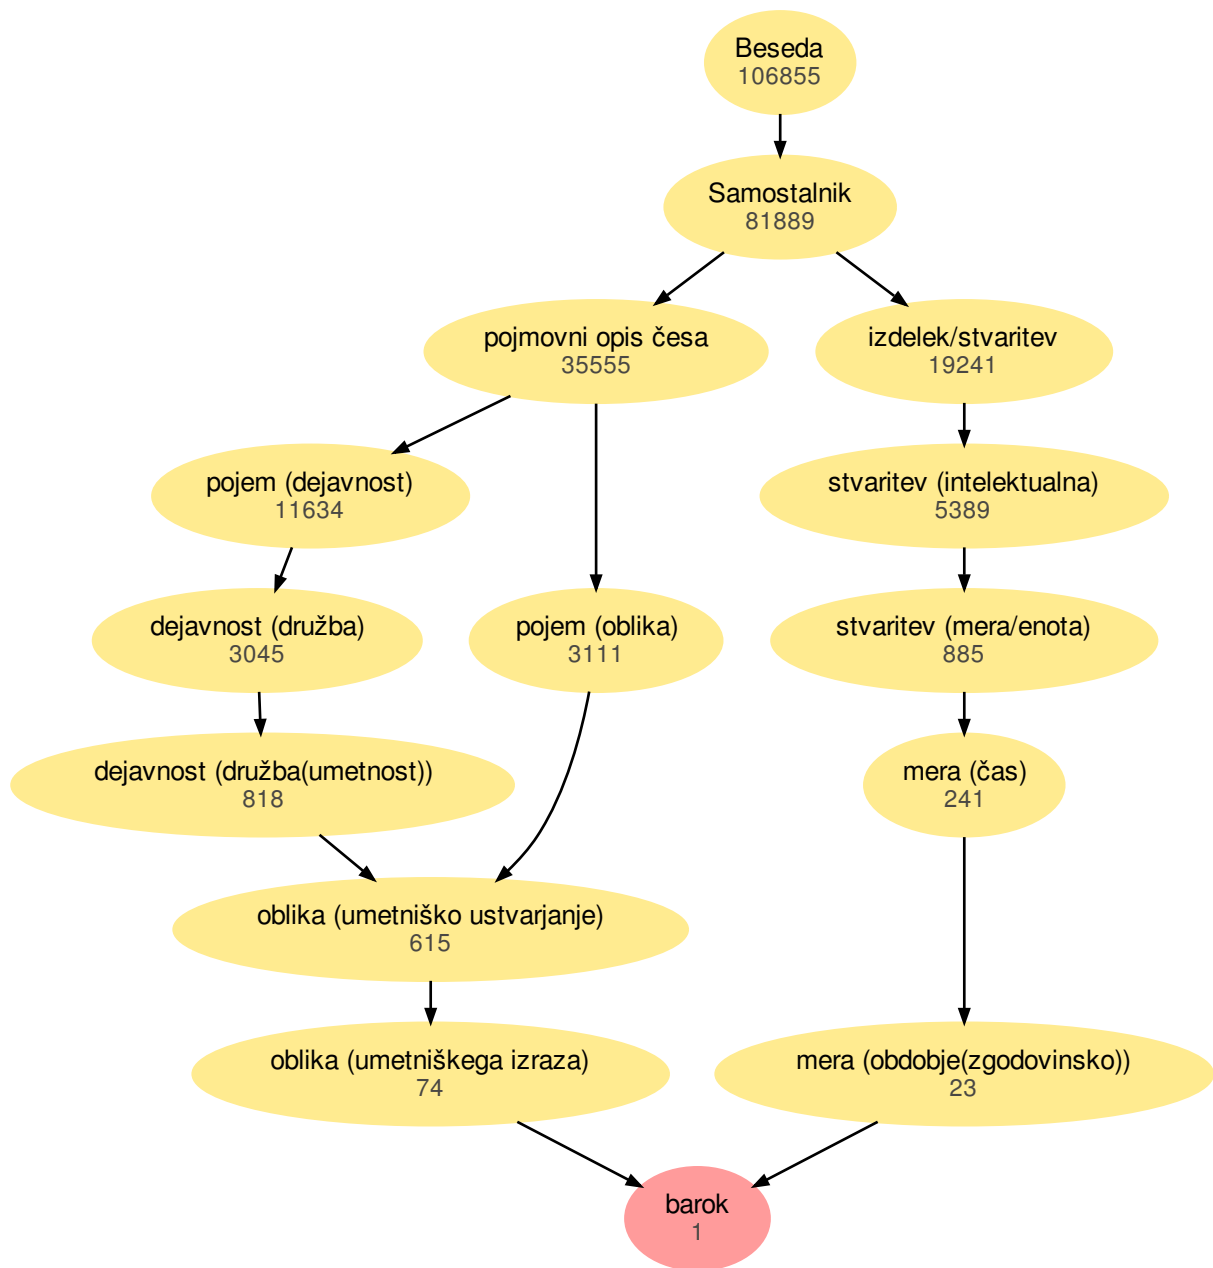 Beseda
106855
Samostalnik
81889
pojmovni opis česa
35555
izdelek/stvaritev
19241
pojem (dejavnost)
11634
stvaritev (intelektualna)
5389
dejavnost (družba)
3045
pojem (oblika)
3111
stvaritev (mera/enota)
885
dejavnost (družba(umetnost))
818
mera (čas)
241
oblika (umetniško ustvarjanje)
615
oblika (umetniškega izraza)
74
mera (obdobje(zgodovinsko))
23
barok
1